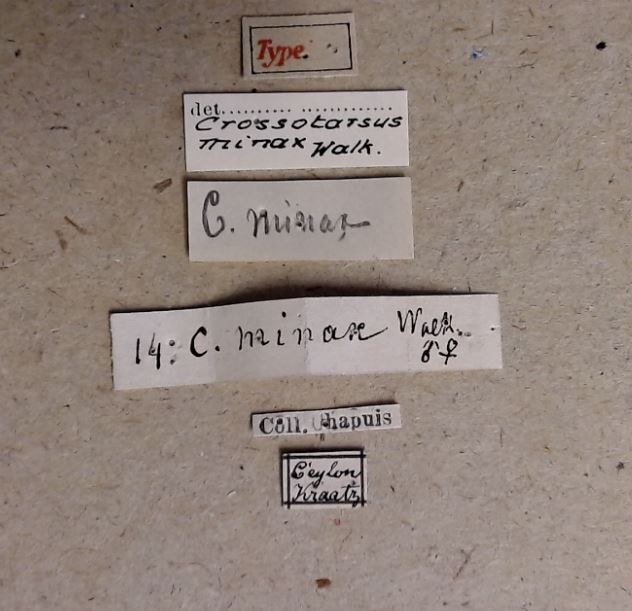 Type.
det...................... 
Crossotarsus
minax Walk.
C. minax
14: C. minax Walk.
♂♀
Coll. Chapuis
Ceylon
Kraatz